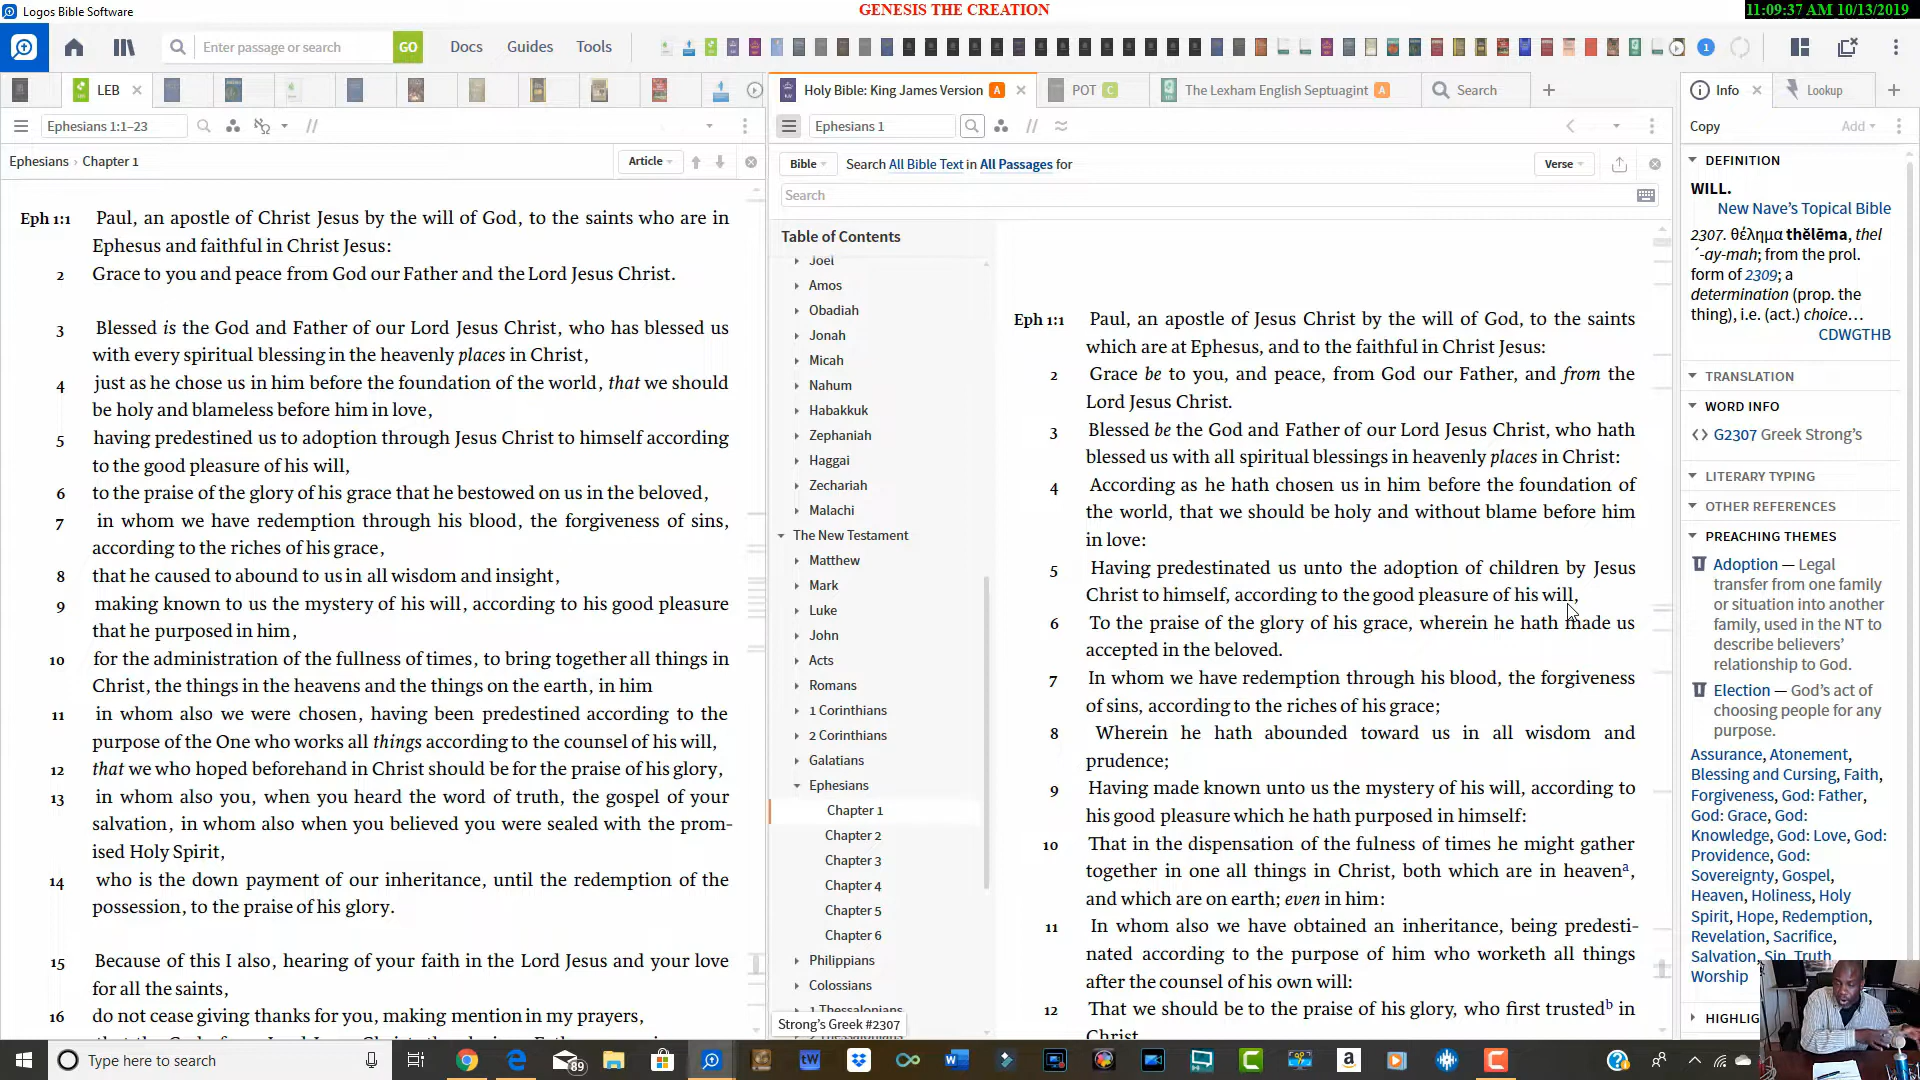 Logos Bible Software
GENESIS THE CREATION
11:09:37 AM 10/13/2019
Enter passage or search
GO
Docs
Guides
Tools
1
LEB
Holy Bible: King James Version
A
POT
C
The Lexham English Septuagint
A
Search
Info
Lookup
Ephesians 1:1–23
Ephesians 1
Copy
Add
Ephesians › Chapter 1
Article
Bible
Search All Bible Text in All Passages for
Verse
Search
Eph 1:1 Paul, an apostle of Christ Jesus by the will of God, to the saints who are in
Ephesus and faithful in Christ Jesus:
2 Grace to you and peace from God our Father and the Lord Jesus Christ.
3 Blessed is the God and Father of our Lord Jesus Christ, who has blessed us
with every spiritual blessing in the heavenly places in Christ,
4 just as he chose us in him before the foundation of the world, that we should
be holy and blameless before him in love,
5 having predestined us to adoption through Jesus Christ to himself according
to the good pleasure of his will,
6 to the praise of the glory of his grace that he bestowed on us in the beloved,
7 in whom we have redemption through his blood, the forgiveness of sins,
according to the riches of his grace,
8 that he caused to abound to us in all wisdom and insight,
9 making known to us the mystery of his will, according to his good pleasure
that he purposed in him,
10 for the administration of the fullness of times, to bring together all things in
Christ, the things in the heavens and the things on the earth, in him
11 in whom also we were chosen, having been predestined according to the
purpose of the One who works all things according to the counsel of his will,
12 that we who hoped beforehand in Christ should be for the praise of his glory,
13 in whom also you, when you heard the word of truth, the gospel of your
salvation, in whom also when you believed you were sealed with the prom-
ised Holy Spirit,
14 who is the down payment of our inheritance, until the redemption of the
possession, to the praise of his glory.
15 Because of this I also, hearing of your faith in the Lord Jesus and your love
for all the saints,
16 do not cease giving thanks for you, making mention in my prayers,
Table of Contents
Joel
Amos
Obadiah
Jonah
Micah
Nahum
Habakkuk
Zephaniah
Haggai
Zechariah
Malachi
The New Testament
Matthew
Mark
Luke
John
Acts
Romans
1 Corinthians
2 Corinthians
Galatians
Ephesians
Chapter 1
Chapter 2
Chapter 3
Chapter 4
Chapter 5
Chapter 6
Philippians
Colossians
1 Thessalonians
Strong's Greek #2307
Eph 1:1 Paul, an apostle of Jesus Christ by the will of God, to the saints
which are at Ephesus, and to the faithful in Christ Jesus:
2 Grace be to you, and peace, from God our Father, and from the
Lord Jesus Christ.
3 Blessed be the God and Father of our Lord Jesus Christ, who hath
blessed us with all spiritual blessings in heavenly places in Christ:
4 According as he hath chosen us in him before the foundation of
the world, that we should be holy and without blame before him
in love:
5 Having predestinated us unto the adoption of children by Jesus
Christ to himself, according to the good pleasure of his will,
6 To the praise of the glory of his grace, wherein he hath made us
accepted in the beloved.
7 In whom we have redemption through his blood, the forgiveness
of sins, according to the riches of his grace;
8 Wherein he hath abounded toward us in all wisdom and
prudence;
9 Having made known unto us the mystery of his will, according to
his good pleasure which he hath purposed in himself:
10 That in the dispensation of the fulness of times he might gather
together in one all things in Christ, both which are in heavenᵃ,
and which are on earth; even in him:
11 In whom also we have obtained an inheritance, being predesti-
nated according to the purpose of him who worketh all things
after the counsel of his own will:
12 That we should be to the praise of his glory, who first trustedᵇ in
Christ
DEFINITION
WILL.
New Nave's Topical Bible
2307. θέλημα thĕlēma, thel
´-ay-mah; from the prol.
form of 2309; a
determination (prop. the
thing), i.e. (act.) choice…
CDWGTHB
TRANSLATION
WORD INFO
G2307 Greek Strong's
LITERARY TYPING
OTHER REFERENCES
PREACHING THEMES
Adoption — Legal
transfer from one family
or situation into another
family, used in the NT to
describe believers'
relationship to God.
Election — God's act of
choosing people for any
purpose.
Assurance, Atonement,
Blessing and Cursing, Faith,
Forgiveness, God: Father,
God: Grace, God:
Knowledge, God: Love, God:
Providence, God:
Sovereignty, Gospel,
Heaven, Holiness, Holy
Spirit, Hope, Redemption,
Revelation, Sacrifice,
Salvation, Sin, Truth,
Worship
HIGHLIG
Type here to search
89